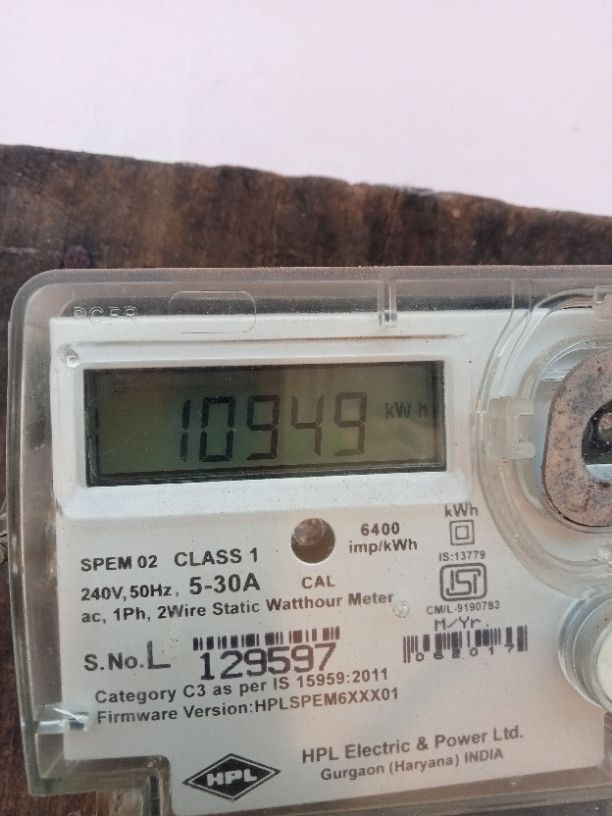 10949 kWh
6400
imp/kWh
kWh
IS:13779
SPEM 02 CLASS 1
240V,50Hz, 5-30A CAL
ac, 1Ph, 2Wire Static Watthour Meter
CM/L-9190783
M/Yr.
S.No.L 129597
062017
Category C3 as per IS 15959:2011
Firmware Version:HPLSPEM6XXX01
HPL
HPL Electric & Power Ltd.
Gurgaon (Haryana) INDIA